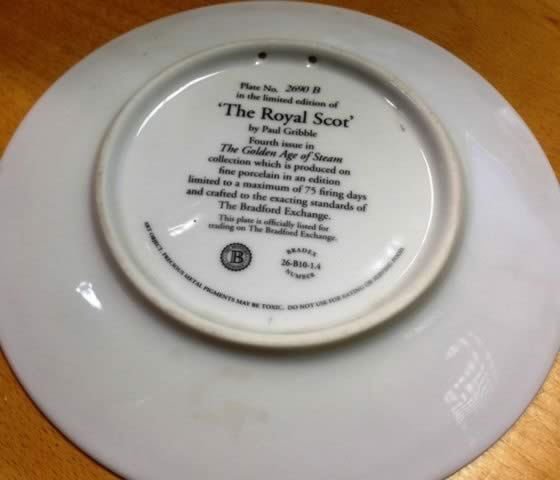 Plate No. 2690 B
in the limited edition of
'The Royal Scot'
by Paul Gribble
Fourth issue in
The Golden Age of Steam
collection which is produced on
fine porcelain in an edition
limited to a maximum of 75 firing days
and crafted to the exacting standards of
The Bradford Exchange.
This plate is officially listed for
trading on The Bradford Exchange.
B
BRADEX
26-B10-1.4
NUMBER
ART OBJECT. PRECIOUS METAL PIGMENTS MAY BE TOXIC. DO NOT USE FOR EATING OR SERVING FOOD.